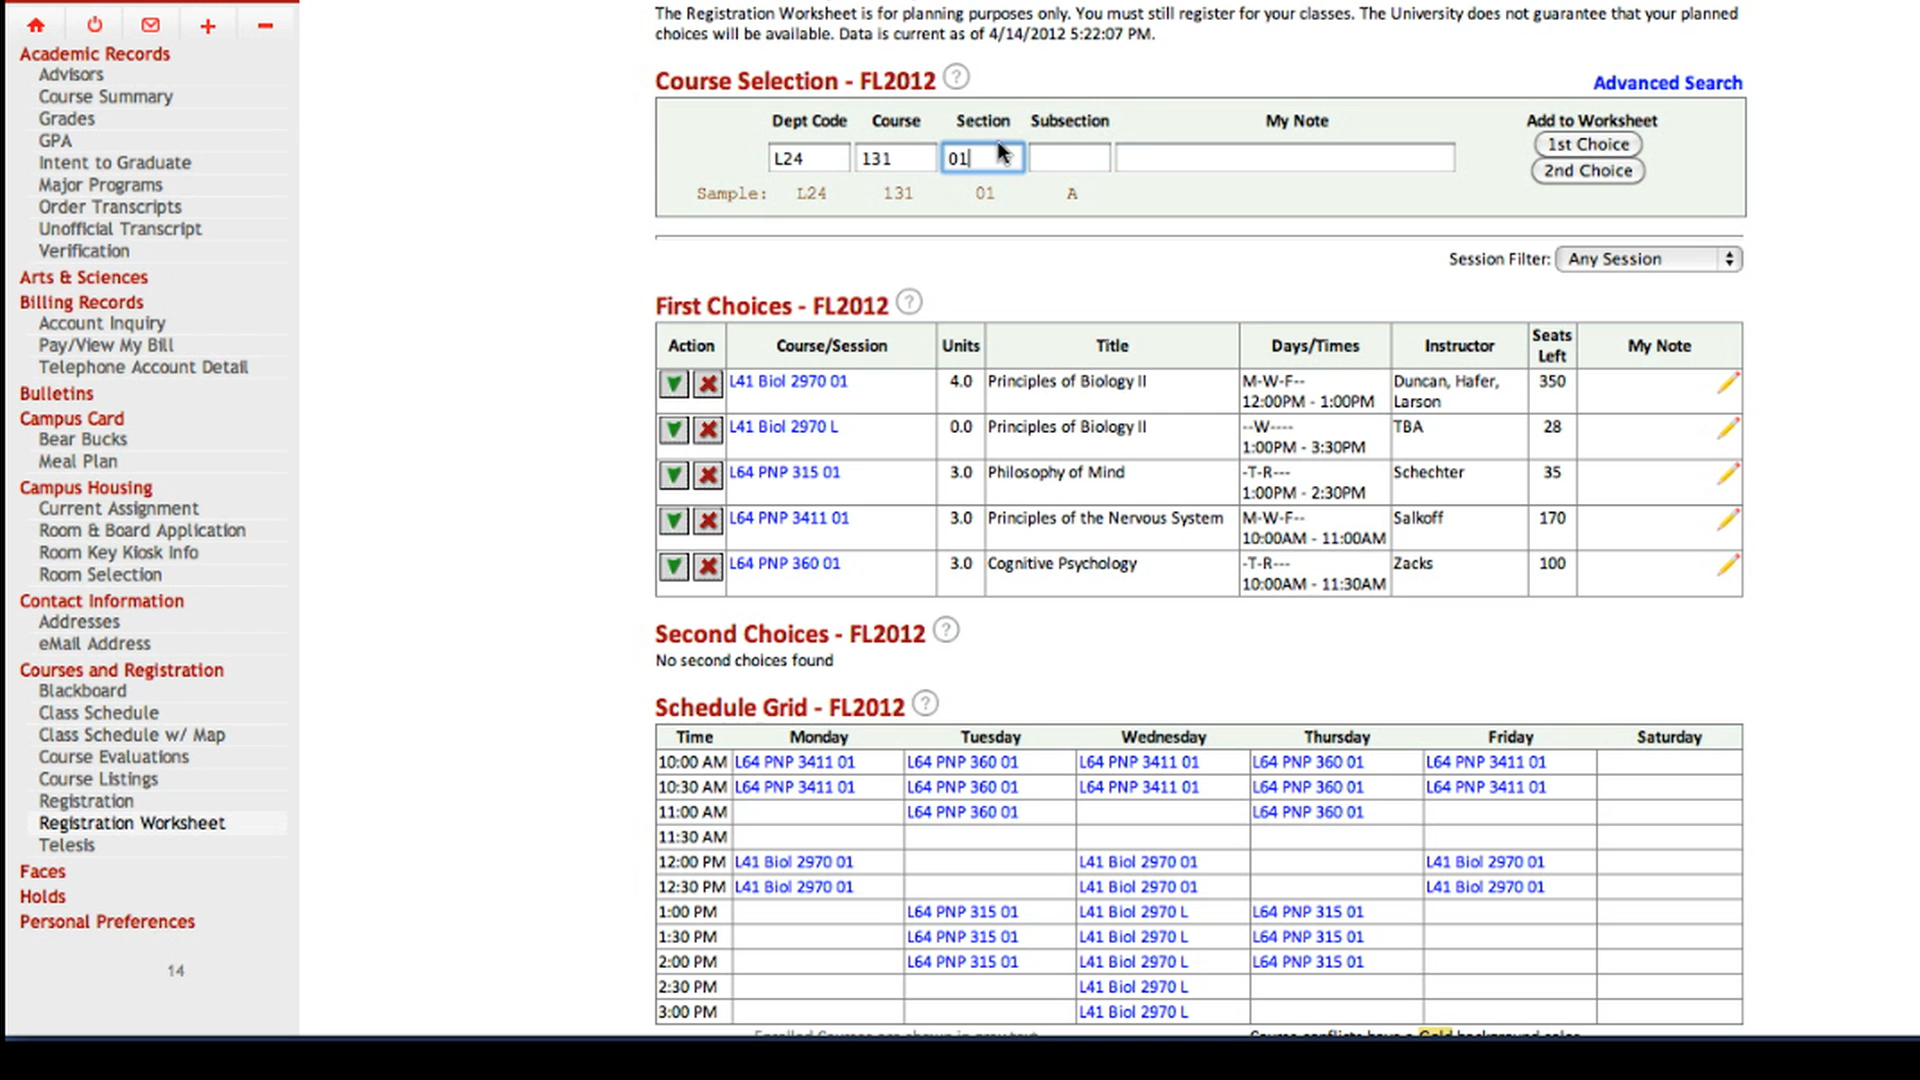 Academic Records
Advisors
Course Summary
Grades
GPA
Intent to Graduate
Major Programs
Order Transcripts
Unofficial Transcript
Verification
Arts & Sciences
Billing Records
Account Inquiry
Pay/View My Bill
Telephone Account Detail
Bulletins
Campus Card
Bear Bucks
Meal Plan
Campus Housing
Current Assignment
Room & Board Application
Room Key Kiosk Info
Room Selection
Contact Information
Addresses
eMail Address
Courses and Registration
Blackboard
Class Schedule
Class Schedule w/ Map
Course Evaluations
Course Listings
Registration
Registration Worksheet
Telesis
Faces
Holds
Personal Preferences
14
The Registration Worksheet is for planning purposes only. You must still register for your classes. The University does not guarantee that your planned
choices will be available. Data is current as of 4/14/2012 5:22:07 PM.
Course Selection - FL2012 ? Advanced Search
Dept Code Course Section Subsection My Note Add to Worksheet
L24 131 01 1st Choice
2nd Choice
Sample: L24 131 01 A
Session Filter: Any Session
First Choices - FL2012 ?
Action Course/Session Units Title Days/Times Instructor Seats Left My Note
L41 Biol 2970 01 4.0 Principles of Biology II M-W-F-- Duncan, Hafer, 350
12:00PM - 1:00PM Larson
L41 Biol 2970 L 0.0 Principles of Biology II --W---- TBA 28
1:00PM - 3:30PM
L64 PNP 315 01 3.0 Philosophy of Mind -T-R--- Schechter 35
1:00PM - 2:30PM
L64 PNP 3411 01 3.0 Principles of the Nervous System M-W-F-- Salkoff 170
10:00AM - 11:00AM
L64 PNP 360 01 3.0 Cognitive Psychology -T-R--- Zacks 100
10:00AM - 11:30AM
Second Choices - FL2012 ?
No second choices found
Schedule Grid - FL2012 ?
Time Monday Tuesday Wednesday Thursday Friday Saturday
10:00 AM L64 PNP 3411 01 L64 PNP 360 01 L64 PNP 3411 01 L64 PNP 360 01 L64 PNP 3411 01
10:30 AM L64 PNP 3411 01 L64 PNP 360 01 L64 PNP 3411 01 L64 PNP 360 01 L64 PNP 3411 01
11:00 AM L64 PNP 360 01 L64 PNP 360 01
11:30 AM
12:00 PM L41 Biol 2970 01 L41 Biol 2970 01 L41 Biol 2970 01
12:30 PM L41 Biol 2970 01 L41 Biol 2970 01 L41 Biol 2970 01
1:00 PM L64 PNP 315 01 L41 Biol 2970 L L64 PNP 315 01
1:30 PM L64 PNP 315 01 L41 Biol 2970 L L64 PNP 315 01
2:00 PM L64 PNP 315 01 L41 Biol 2970 L L64 PNP 315 01
2:30 PM L41 Biol 2970 L
3:00 PM L41 Biol 2970 L